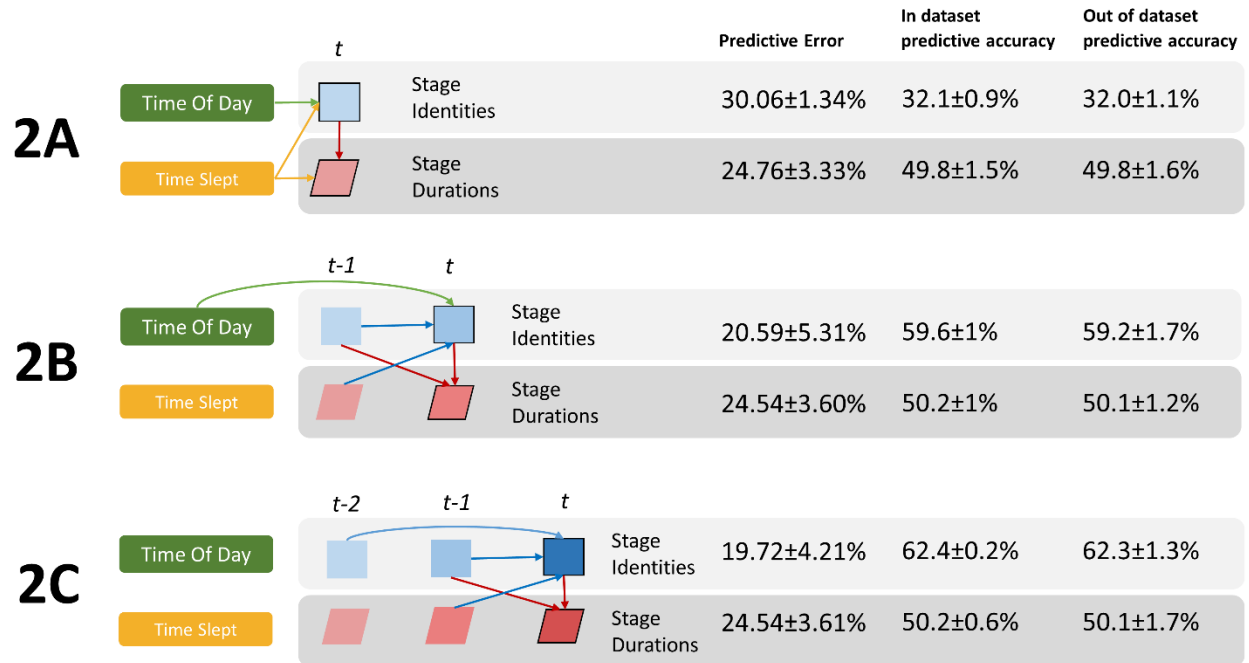 Predictive Error
In dataset
predictive accuracy
Out of dataset
predictive accuracy
2A
t
Time Of Day
Time Slept
Stage
Identities
30.06±1.34%
32.1±0.9%
32.0±1.1%
Stage
Durations
24.76±3.33%
49.8±1.5%
49.8±1.6%
2B
t-1
t
Time Of Day
Time Slept
Stage
Identities
20.59±5.31%
59.6±1%
59.2±1.7%
Stage
Durations
24.54±3.60%
50.2±1%
50.1±1.2%
2C
t-2
t-1
t
Time Of Day
Time Slept
Stage
Identities
19.72±4.21%
62.4±0.2%
62.3±1.3%
Stage
Durations
24.54±3.61%
50.2±0.6%
50.1±1.7%